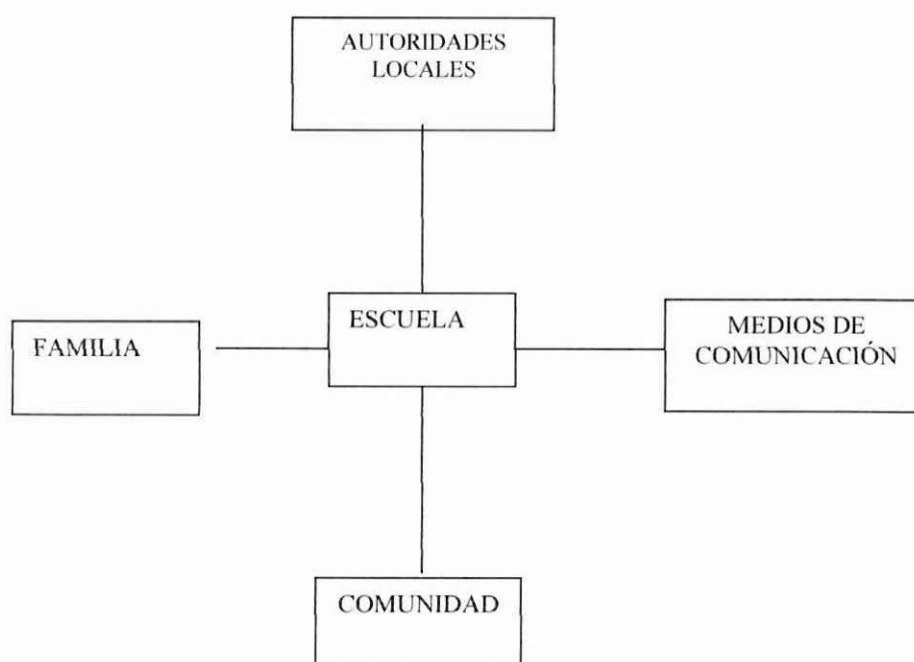 AUTORIDADES
LOCALES
ESCUELA
FAMILIA
MEDIOS DE
COMUNICACIÓN
COMUNIDAD